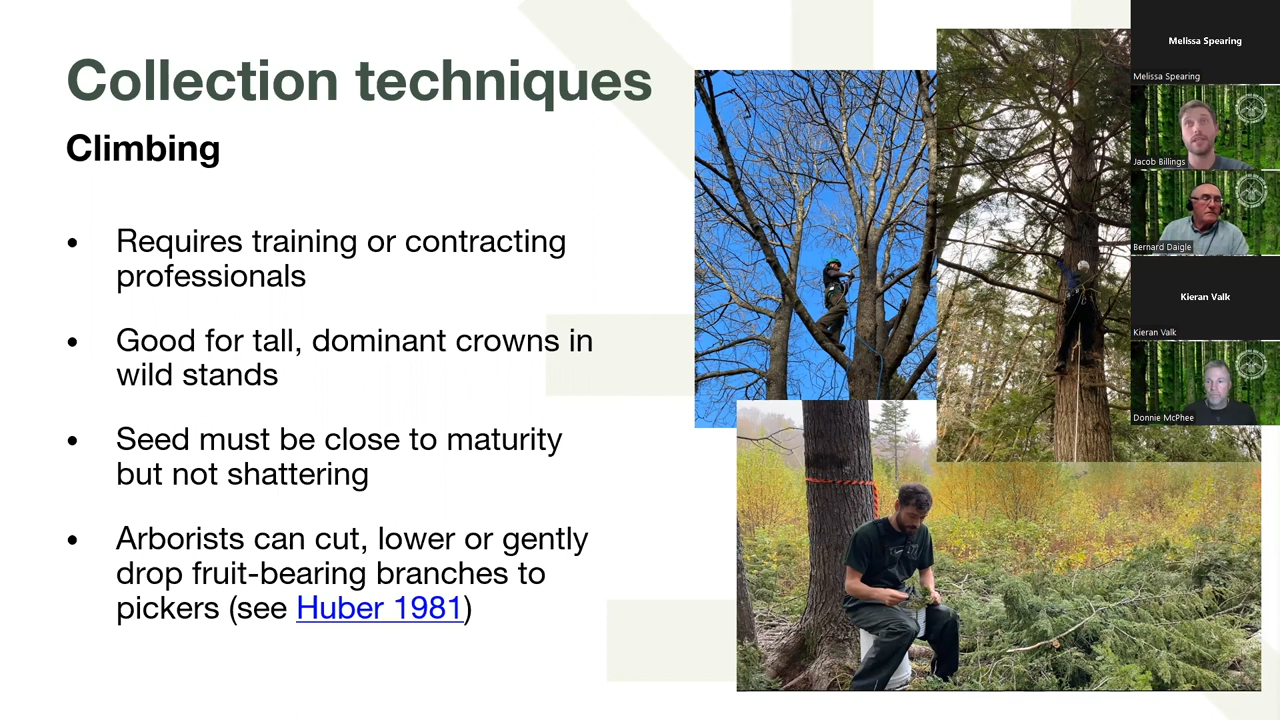 Collection techniques
Climbing
• Requires training or contracting
professionals
• Good for tall, dominant crowns in
wild stands
• Seed must be close to maturity
but not shattering
• Arborists can cut, lower or gently
drop fruit-bearing branches to
pickers (see Huber 1981)
Melissa Spearing
Melissa Spearing
Jacob Billings
Bernard Daigle
Kieran Valk
Kieran Valk
Donnie McPhee